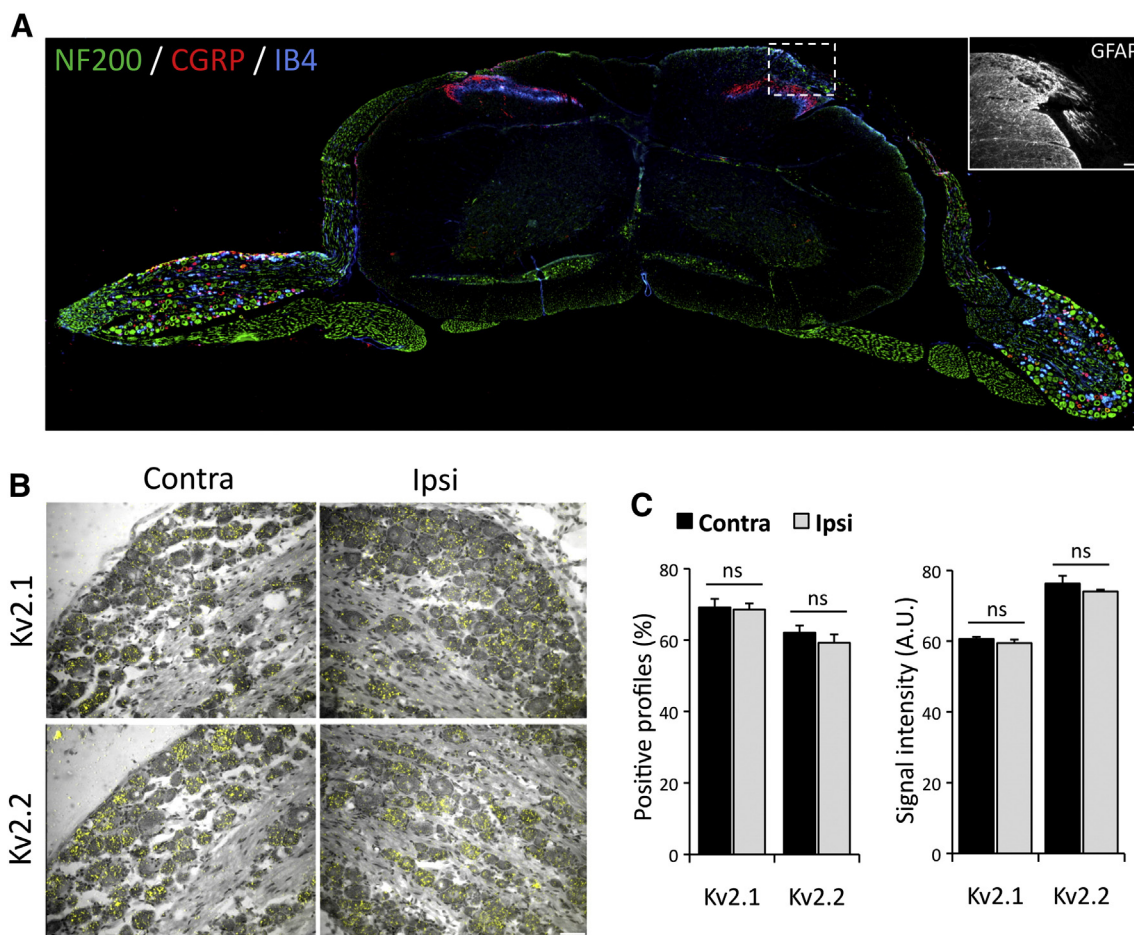 A
NF200 / CGRP / IB4
GFAP
B
Contra
Ipsi
Kv2.1
Kv2.2
C
Contra
Ipsi
Positive profiles (%)
80
60
40
20
0
ns
ns
Kv2.1
Kv2.2
Signal intensity (A.U.)
80
60
40
20
0
ns
ns
Kv2.1
Kv2.2